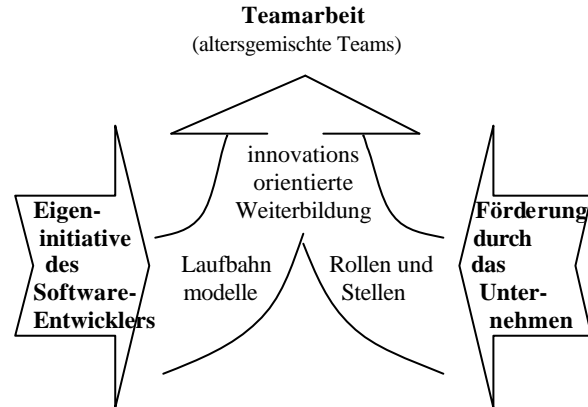 Teamarbeit
(altersgemischte Teams)
innovations
orientierte
Weiterbildung
Eigen-
initiative
des
Software-
Entwicklers
Laufbahn
modelle
Rollen und
Stellen
Förderung
durch
das
Unter-
nehmen